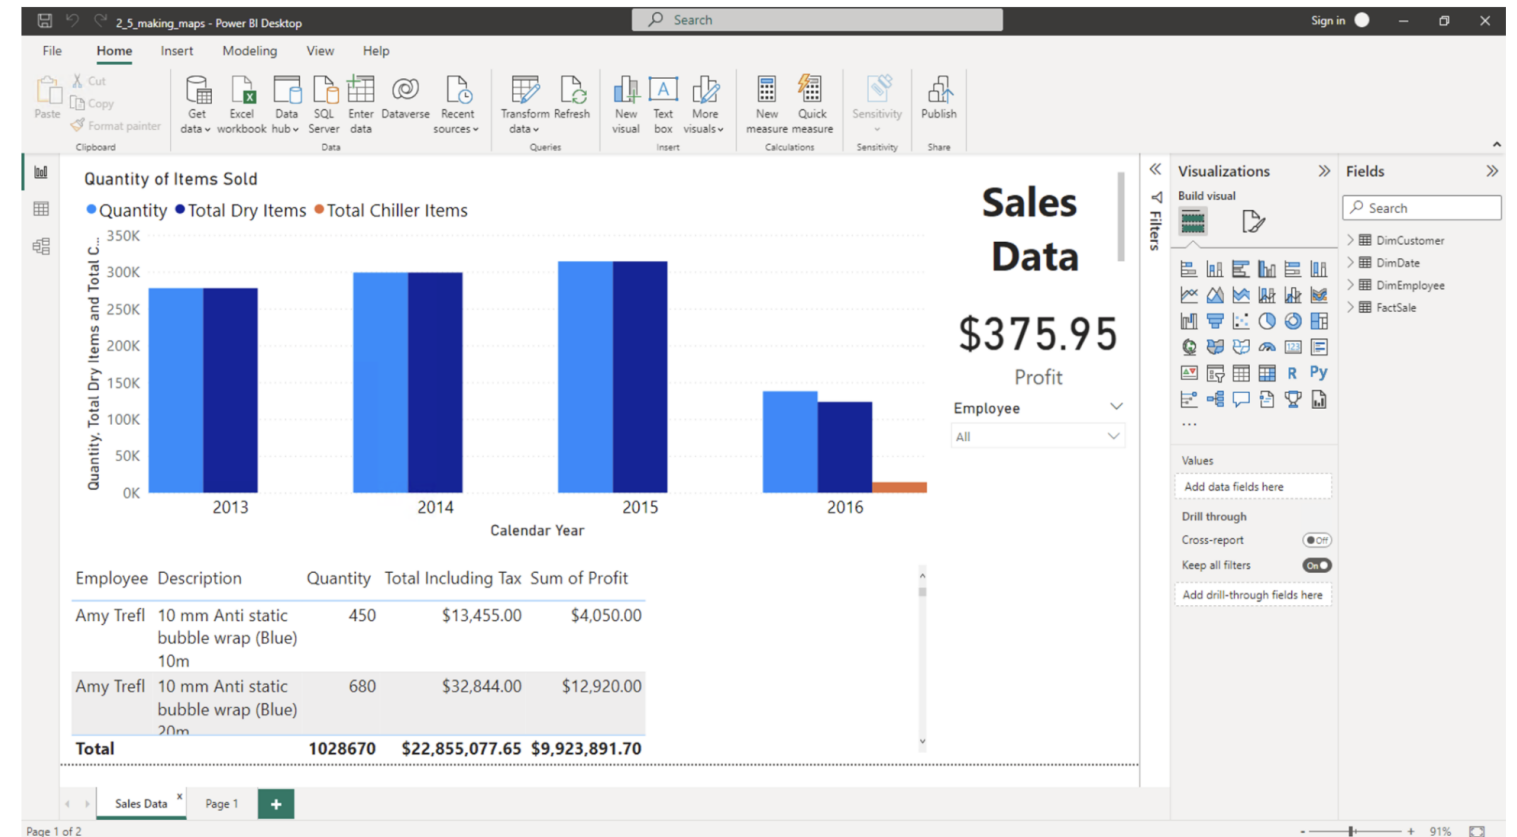 2_5_making_maps - Power BI Desktop
Search
Sign in
File Home Insert Modeling View Help
Paste
Cut
Copy
Format painter
Clipboard
Get data
Excel workbook
Data hub
SQL Server
Enter data
Dataverse
Recent sources
Data
Transform data
Refresh
Queries
New visual
Text box
More visuals
Insert
New measure
Quick measure
Calculations
Sensitivity
Sensitivity
Publish
Share
Quantity of Items Sold
Quantity Total Dry Items Total Chiller Items
Quantity, Total Dry Items and Total C...
350K
300K
250K
200K
150K
100K
50K
0K
2013 2014 2015 2016
Calendar Year
Sales
Data
$375.95
Profit
Employee
All
Employee Description Quantity Total Including Tax Sum of Profit
Amy Trefl 10 mm Anti static 450 $13,455.00 $4,050.00
bubble wrap (Blue)
10m
Amy Trefl 10 mm Anti static 680 $32,844.00 $12,920.00
bubble wrap (Blue)
20m
Total 1028670 $22,855,077.65 $9,923,891.70
Filters
Visualizations
Build visual
123
R Py
...
Values
Add data fields here
Drill through
Cross-report Off
Keep all filters On
Add drill-through fields here
Fields
Search
DimCustomer
DimDate
DimEmployee
FactSale
Sales Data x Page 1 +
Page 1 of 2
- + 91%